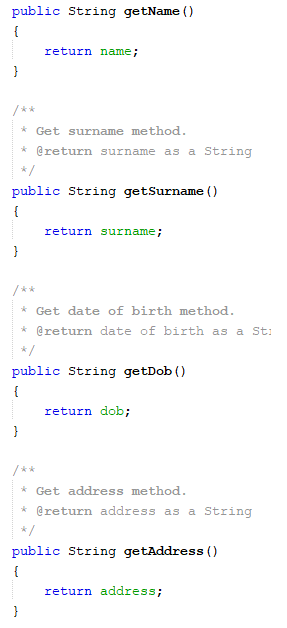 public String getName()
{
return name;
}
/**
* Get surname method.
* @return surname as a String
*/
public String getSurname()
{
return surname;
}
/**
* Get date of birth method.
* @return date of birth as a
*/
public String getDob()
{
return dob;
}
/**
* Get address method.
* @return address as a String
*/
public String getAddress()
{
return address;
}